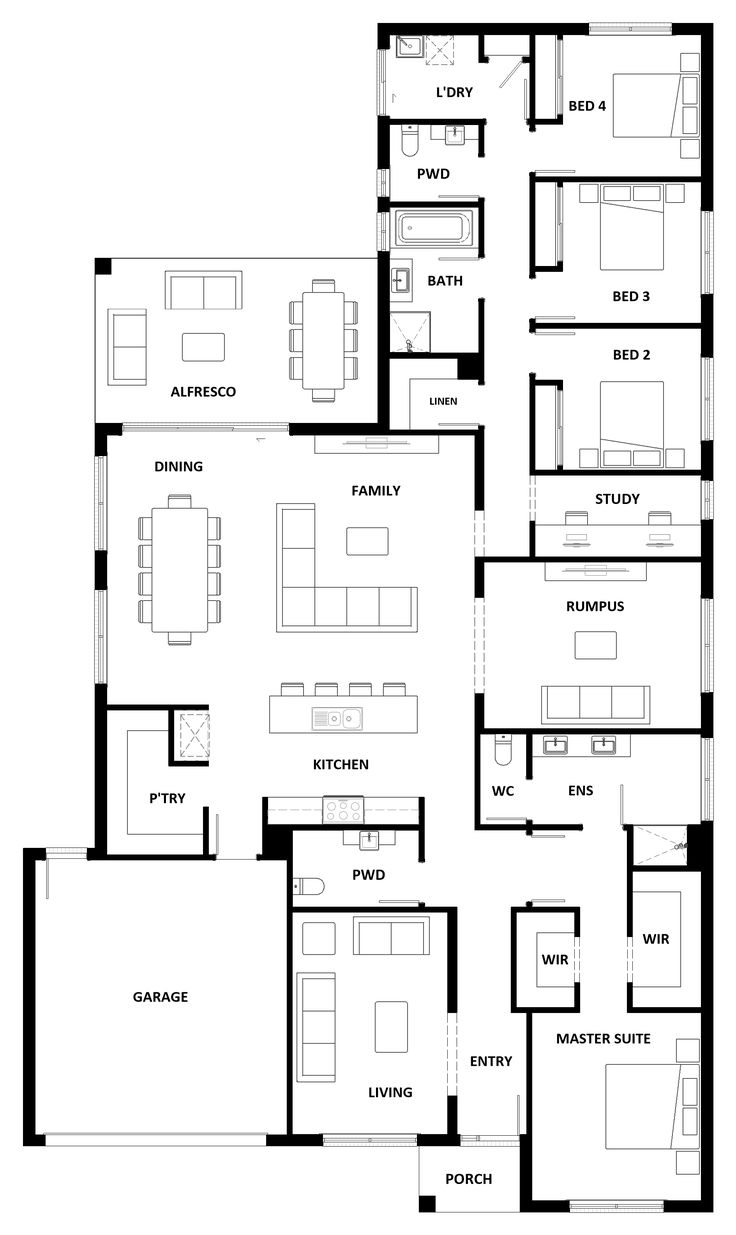 L'DRY
BED 4
PWD
BATH
BED 3
ALFRESCO
BED 2
LINEN
DINING
FAMILY
STUDY
RUMPUS
KITCHEN
P'TRY
WC
ENS
PWD
WIR
WIR
GARAGE
MASTER SUITE
ENTRY
LIVING
PORCH